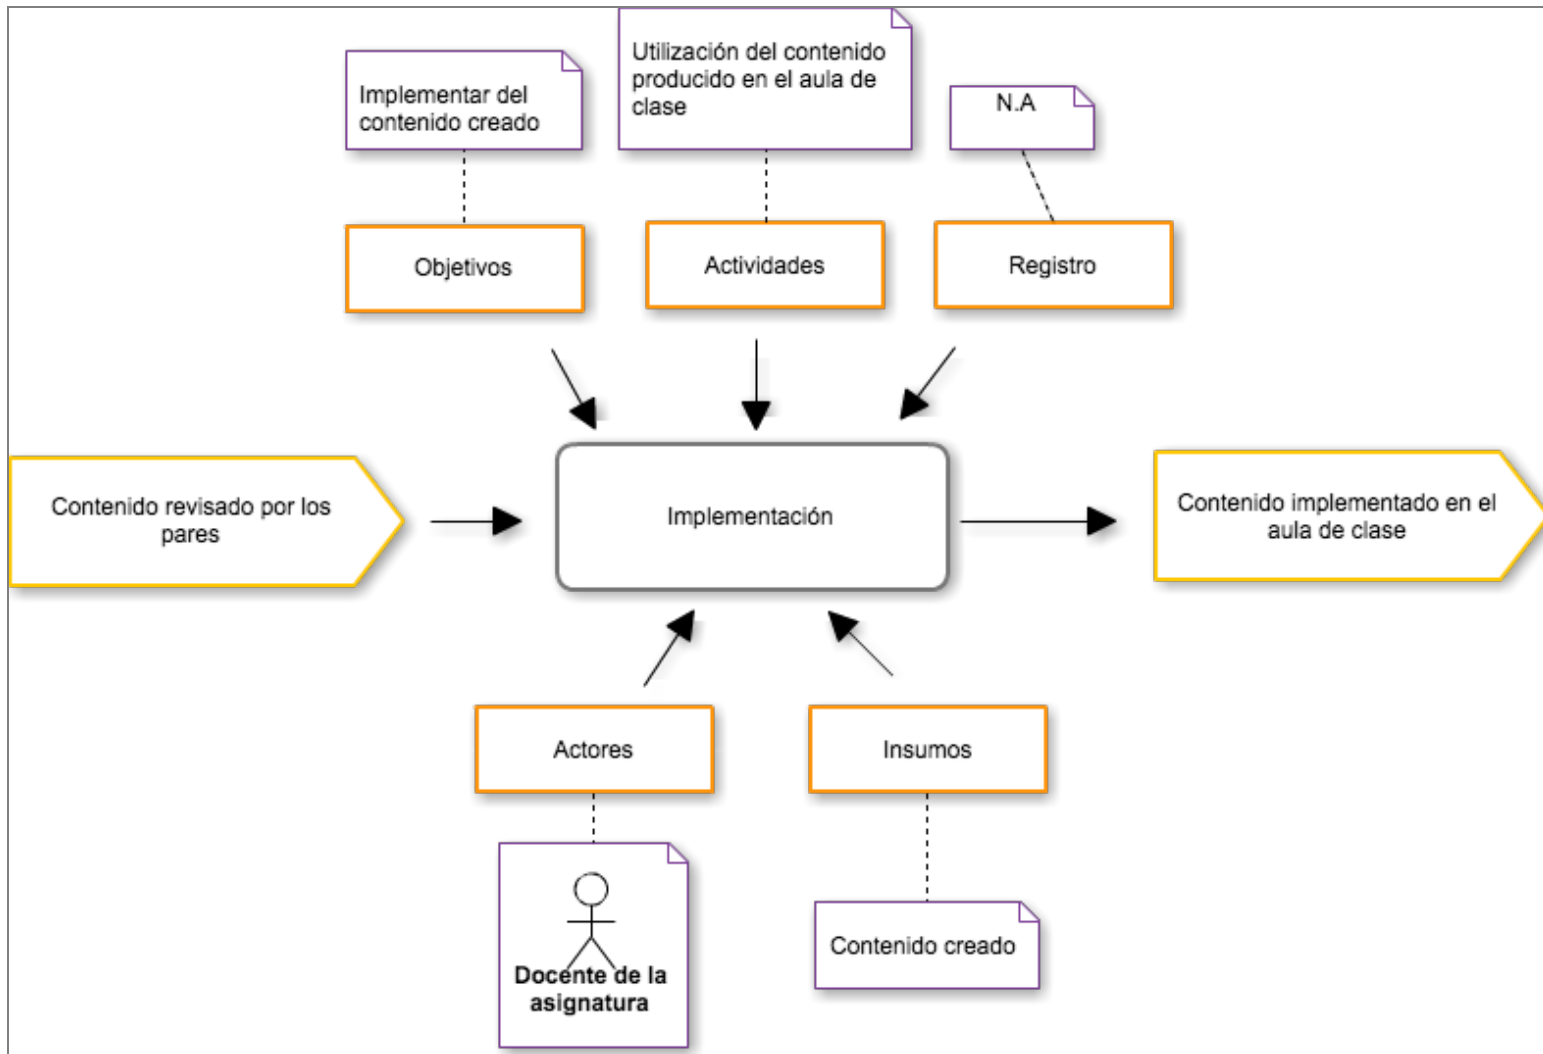 Implementar del
contenido creado
Utilización del contenido
producido en el aula de
clase
N.A
Objetivos
Actividades
Registro
Contenido revisado por los
pares
Implementación
Contenido implementado en el
aula de clase
Actores
Insumos
Docente de la
asignatura
Contenido creado